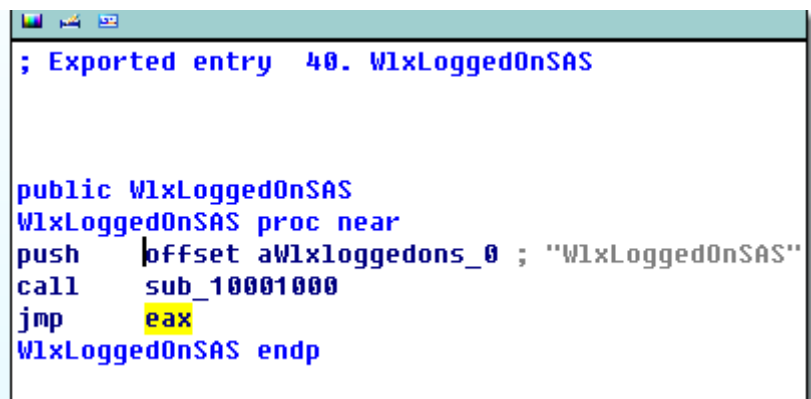 ; Exported entry  40. WlxLoggedOnSAS
public WlxLoggedOnSAS
WlxLoggedOnSAS proc near
push    offset aWlxloggedons_0 ; "WlxLoggedOnSAS"
call    sub_10001000
jmp     eax
WlxLoggedOnSAS endp